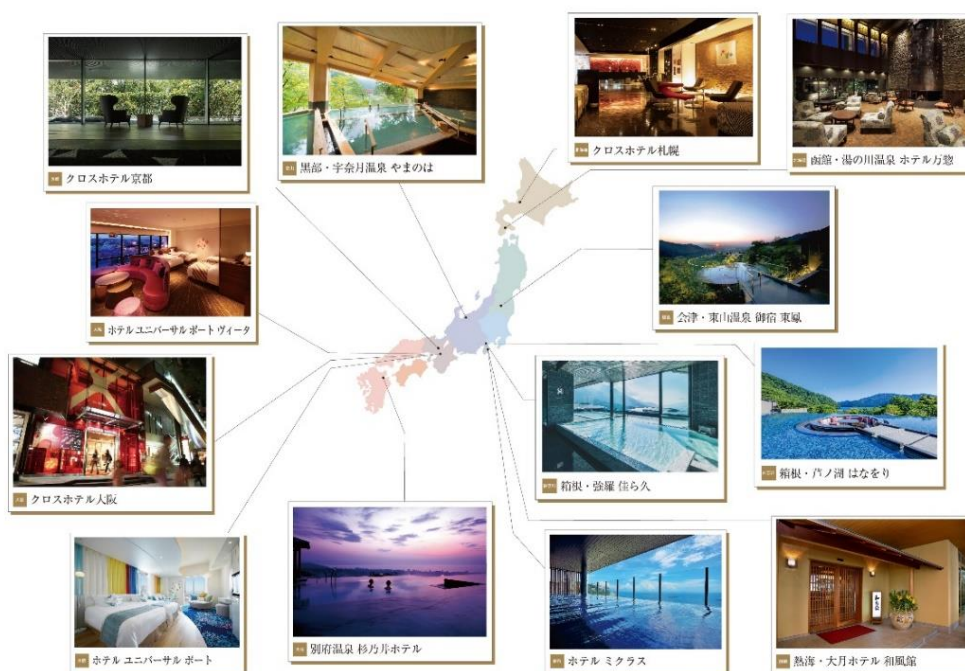 クロスホテル京都
黒部・宇奈月温泉 やまのは
クロスホテル札幌
函館・湯の川温泉 ホテル万惣
ホテル ユニバーサル ポート ヴィータ
会津・東山温泉 御宿 東鳳
クロスホテル大阪
箱根・強羅 佳ら久
箱根・芦ノ湖 はなをり
ホテル ユニバーサル ポート
別府温泉 杉乃井ホテル
ホテル ミクラス
熱海・大月ホテル 和風館